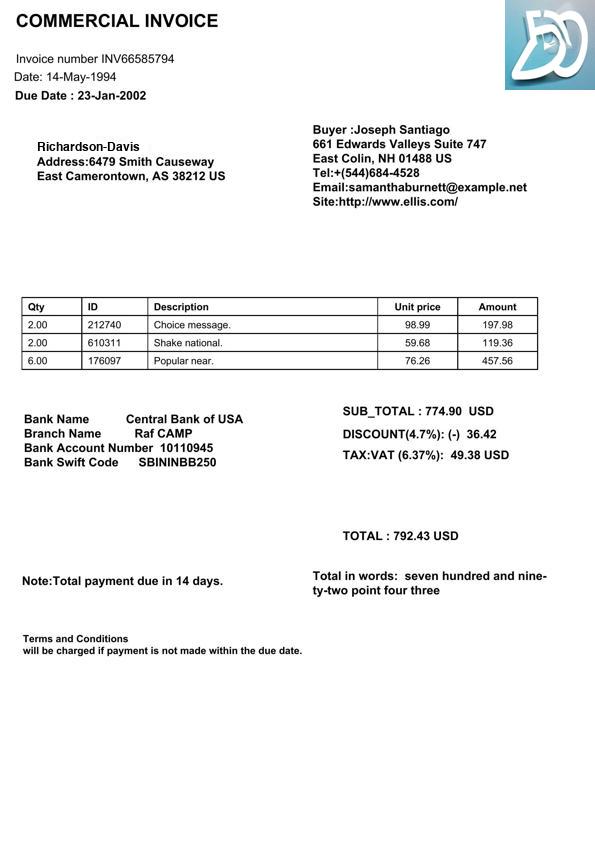 COMMERCIAL INVOICE
Invoice number INV66585794
Date: 14-May-1994
Due Date : 23-Jan-2002
Richardson-Davis
Address:6479 Smith Causeway
East Camerontown, AS 38212 US
Buyer :Joseph Santiago
661 Edwards Valleys Suite 747
East Colin, NH 01488 US
Tel:+(544)684-4528
Email:samanthaburnett@example.net
Site:http://www.ellis.com/
Qty ID Description Unit price Amount
2.00 212740 Choice message. 98.99 197.98
2.00 610311 Shake national. 59.68 119.36
6.00 176097 Popular near. 76.26 457.56
Bank Name Central Bank of USA
Branch Name Raf CAMP
Bank Account Number 10110945
Bank Swift Code SBININBB250
SUB_TOTAL : 774.90 USD
DISCOUNT(4.7%): (-) 36.42
TAX:VAT (6.37%): 49.38 USD
TOTAL : 792.43 USD
Note:Total payment due in 14 days.
Total in words: seven hundred and nine-
ty-two point four three
Terms and Conditions
will be charged if payment is not made within the due date.